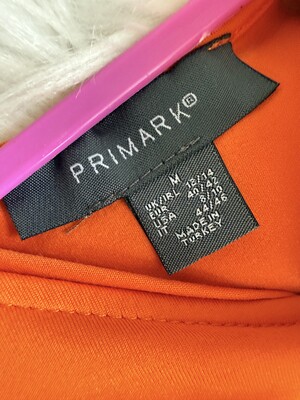 PRIMARK®
M
UK/IRL 12/14
EUR 40/42
USA 8/10
IT 44/46
MADE IN
TURKEY